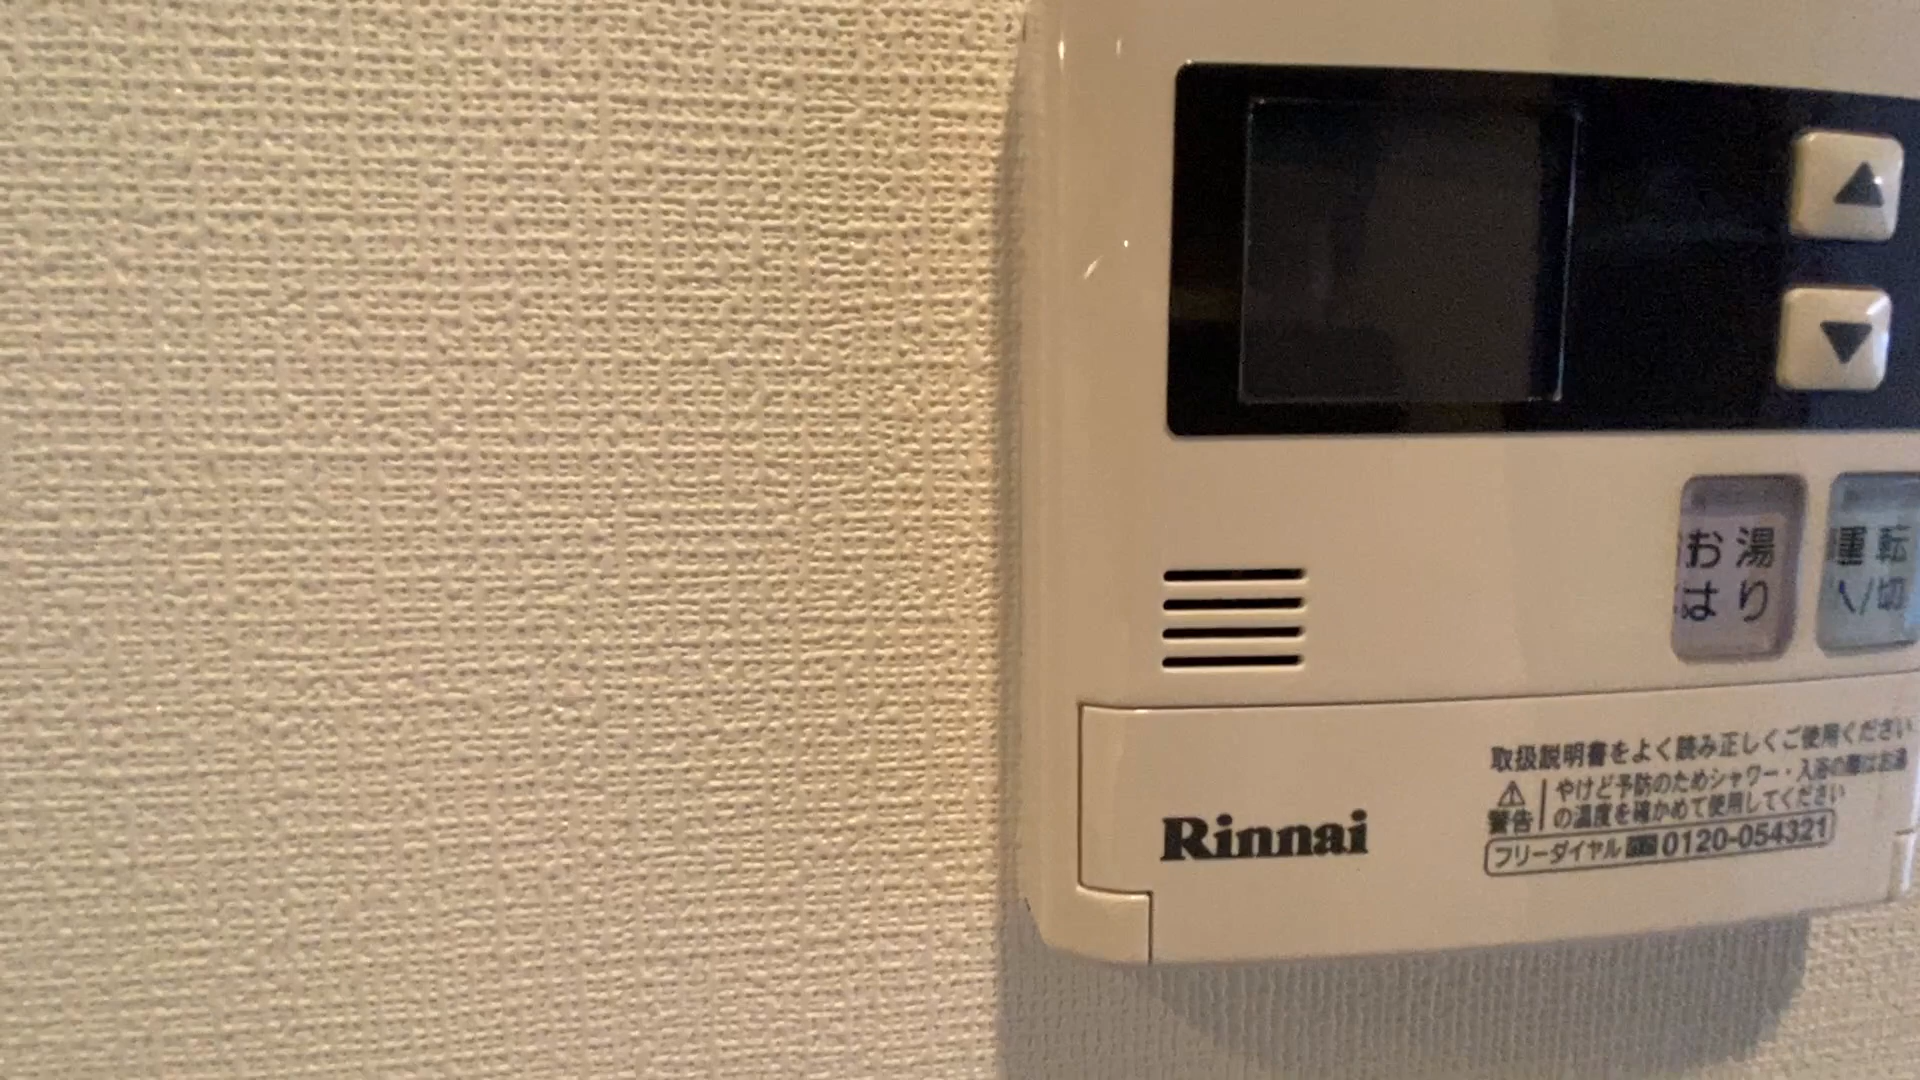 お湯
はり
運転
入/切
Rinnai
取扱説明書をよく読み正しくご使用ください
警告
やけど予防のためシャワー・入浴の際はお湯
の温度を確かめて使用してください
フリーダイヤル 0120-054321